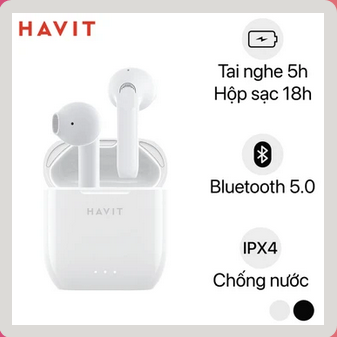 HAVIT
Tai nghe 5h
Hộp sạc 18h
Bluetooth 5.0
HAVIT
IPX4
Chống nước